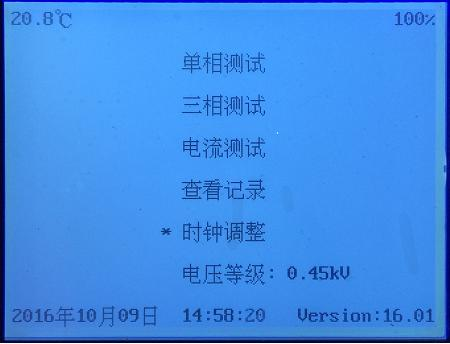 20.8℃ 100%
单相测试
三相测试
电流测试
查看记录
* 时钟调整
电压等级: 0.45kV
2016年10月09日 14:58:20 Version:16.01